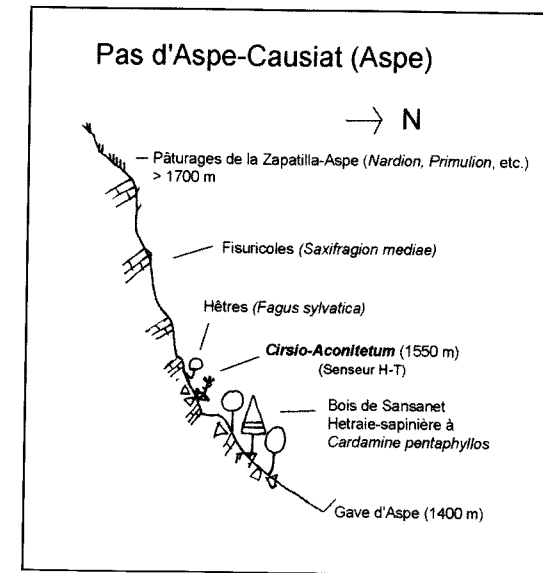 Pas d'Aspe-Causiat (Aspe)
N
Pâturages de la Zapatilla-Aspe (Nardion, Primulion, etc.)
> 1700 m
Fisuricoles (Saxifragion mediae)
Hêtres (Fagus sylvatica)
Cirsio-Aconitetum (1550 m)
(Senseur H-T)
Bois de Sansanet
Hetraie-sapinière à
Cardamine pentaphyllos
Gave d'Aspe (1400 m)